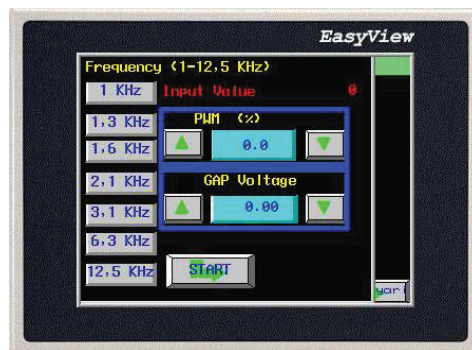 EasyView
Frequency (1-12,5 KHz)
1 KHz Input Value 0
1,3 KHz PWM (%)
1,6 KHz 0.0
2,1 KHz GAP Voltage
3,1 KHz 0.00
6,3 KHz
12,5 KHz START
yari